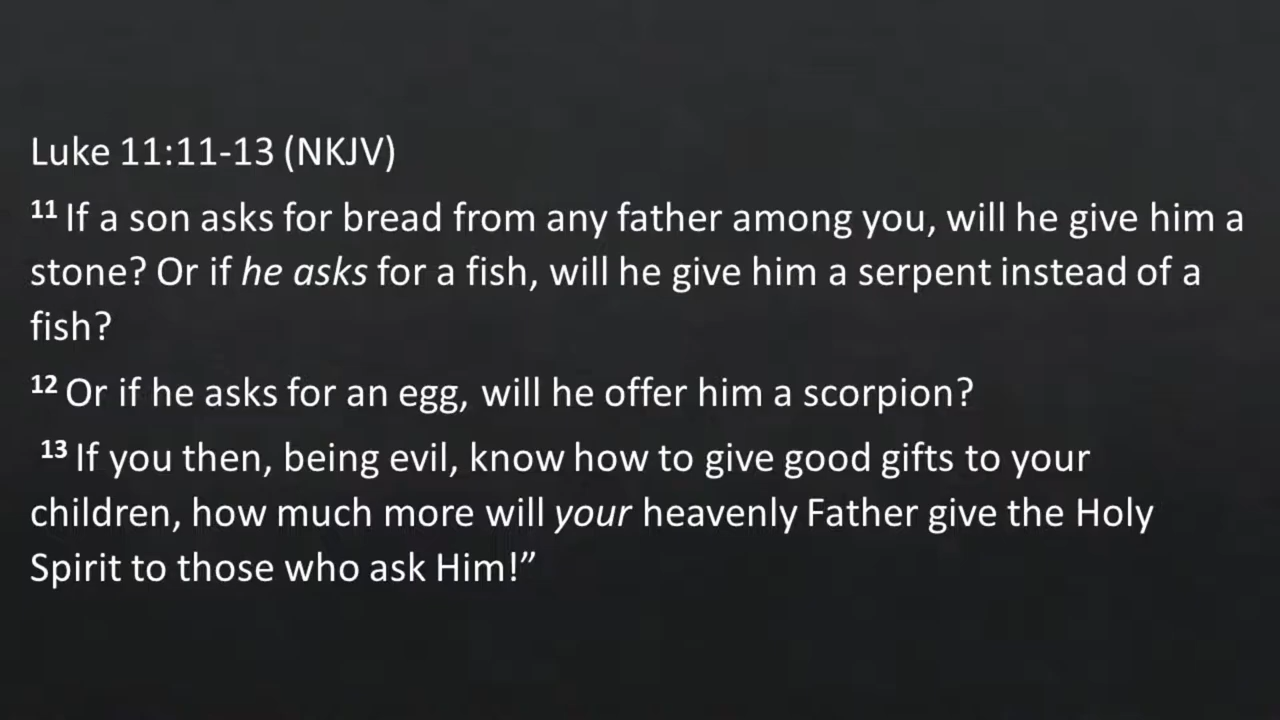 Luke 11:11-13 (NKJV)
11 If a son asks for bread from any father among you, will he give him a
stone? Or if he asks for a fish, will he give him a serpent instead of a
fish?
12 Or if he asks for an egg, will he offer him a scorpion?
13 If you then, being evil, know how to give good gifts to your
children, how much more will your heavenly Father give the Holy
Spirit to those who ask Him!”